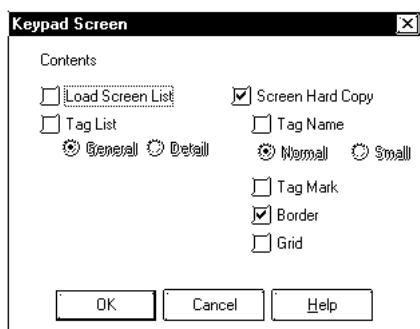 Keypad Screen
Contents
Load Screen List
Screen Hard Copy
Tag List
Tag Name
General Detail
Normal Small
Tag Mark
Border
Grid
OK Cancel Help